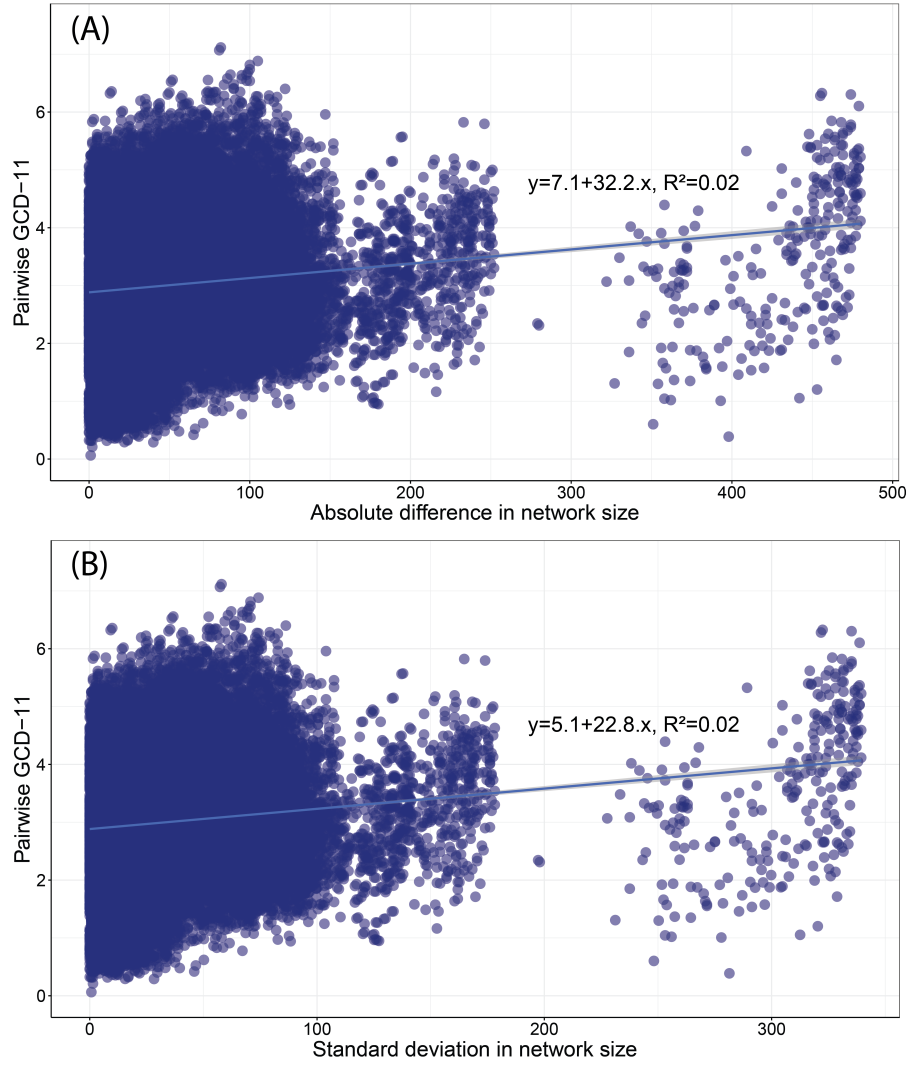 (A)
Pairwise GCD−11
6
4
2
0
y=7.1+32.2.x, R²=0.02
0 100 200 300 400 500
Absolute difference in network size
(B)
Pairwise GCD−11
6
4
2
0
y=5.1+22.8.x, R²=0.02
0 100 200 300
Standard deviation in network size